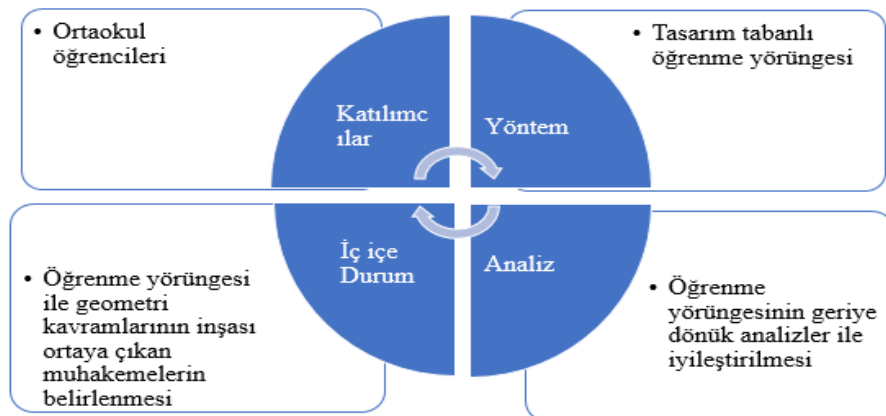 • Ortaokul
öğrencileri
Katılımc
ılar
Yöntem
• Tasarım tabanlı
öğrenme yörüngesi
• Öğrenme yörüngesi
ile geometri
kavramlarının inşası
ortaya çıkan
muhakemelerin
belirlenmesi
İç içe
Durum
Analiz
• Öğrenme
yörüngesinin geriye
dönük analizler ile
iyileştirilmesi